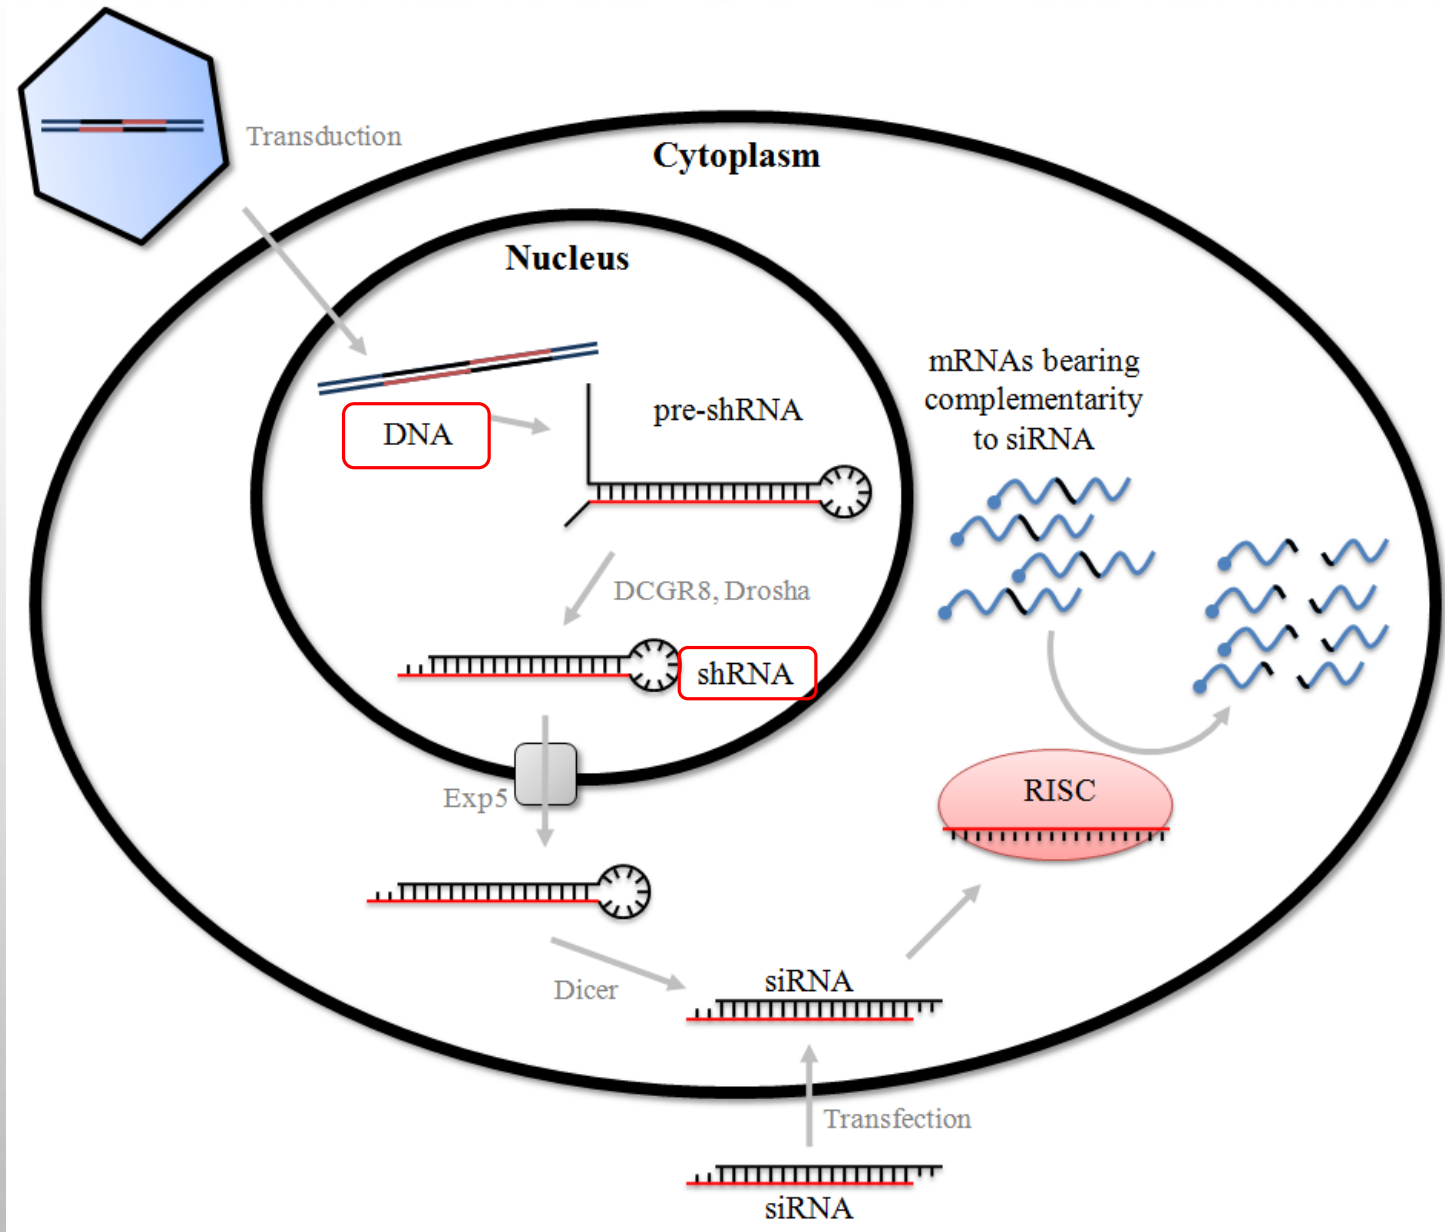 Transduction
Cytoplasm
Nucleus
DNA
pre-shRNA
mRNAs bearing
complementarity
to siRNA
DCGR8, Drosha
shRNA
Exp5
RISC
Dicer
siRNA
Transfection
siRNA